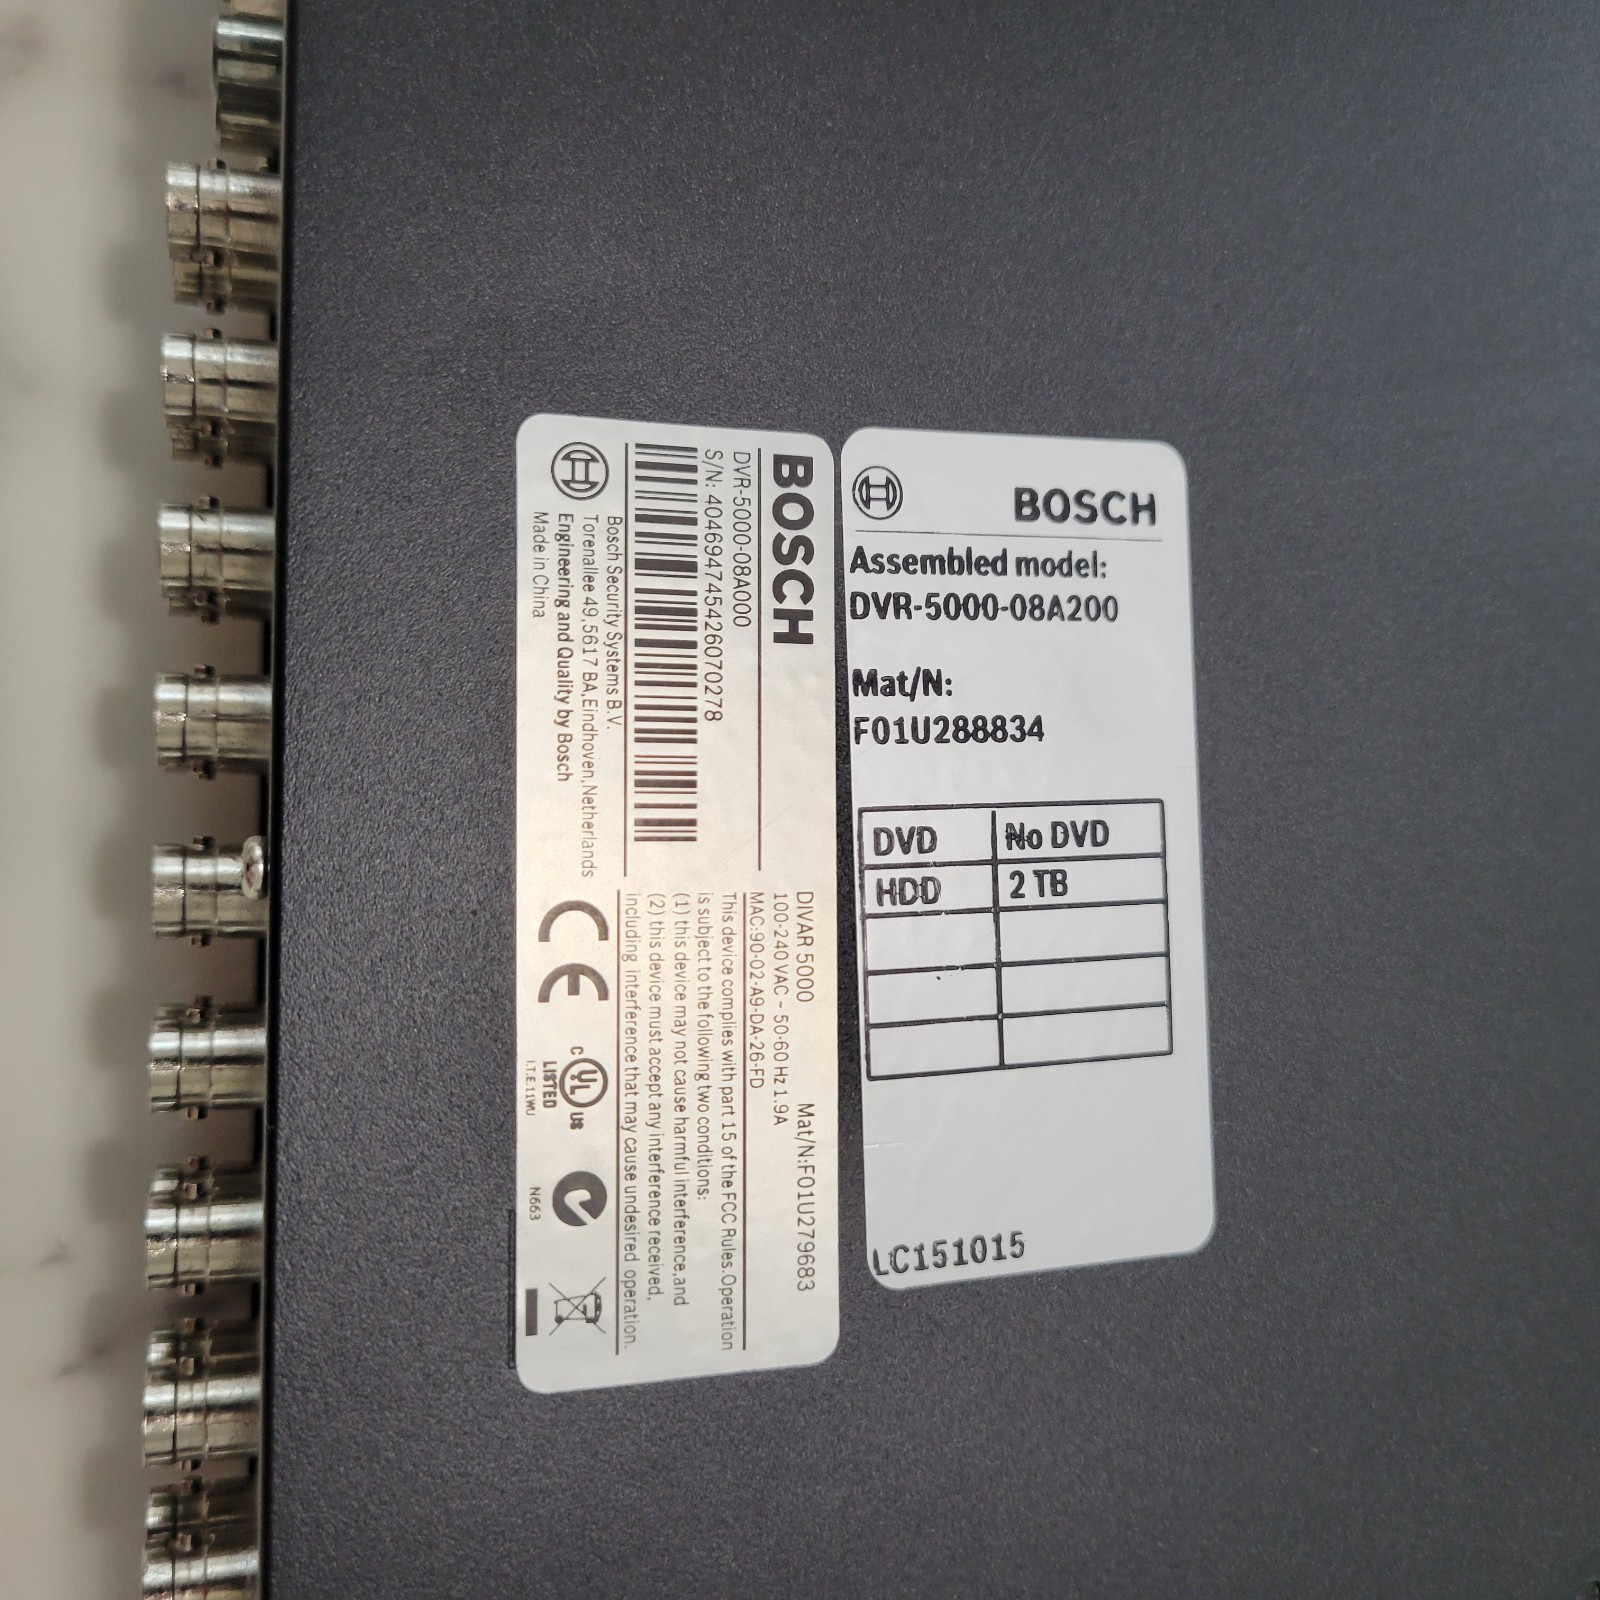 BOSCH
Assembled model:
DVR-5000-08A200
Mat/N:
F01U288834
DVD No DVD
HDD 2 TB
LC151015
BOSCH
DVR-5000-08A000
S/N: 404694745426070278
Bosch Security Systems B.V.
Torenallee 49,5617 BA,Eindhoven,Netherlands
Engineering and Quality by Bosch
Made in China
DIVAR 5000 Mat/N:F01U279683
100-240 VAC ~ 50-60 Hz 1.9A
MAC:90-02-A9-DA-26-FD
This device complies with part 15 of the FCC Rules.Operation
is subject to the following two conditions:
(1) this device may not cause harmful interference,and
(2) this device must accept any interference received,
including interference that may cause undesired operation.
CE
C UL US
LISTED
I.T.E.11WU
N663